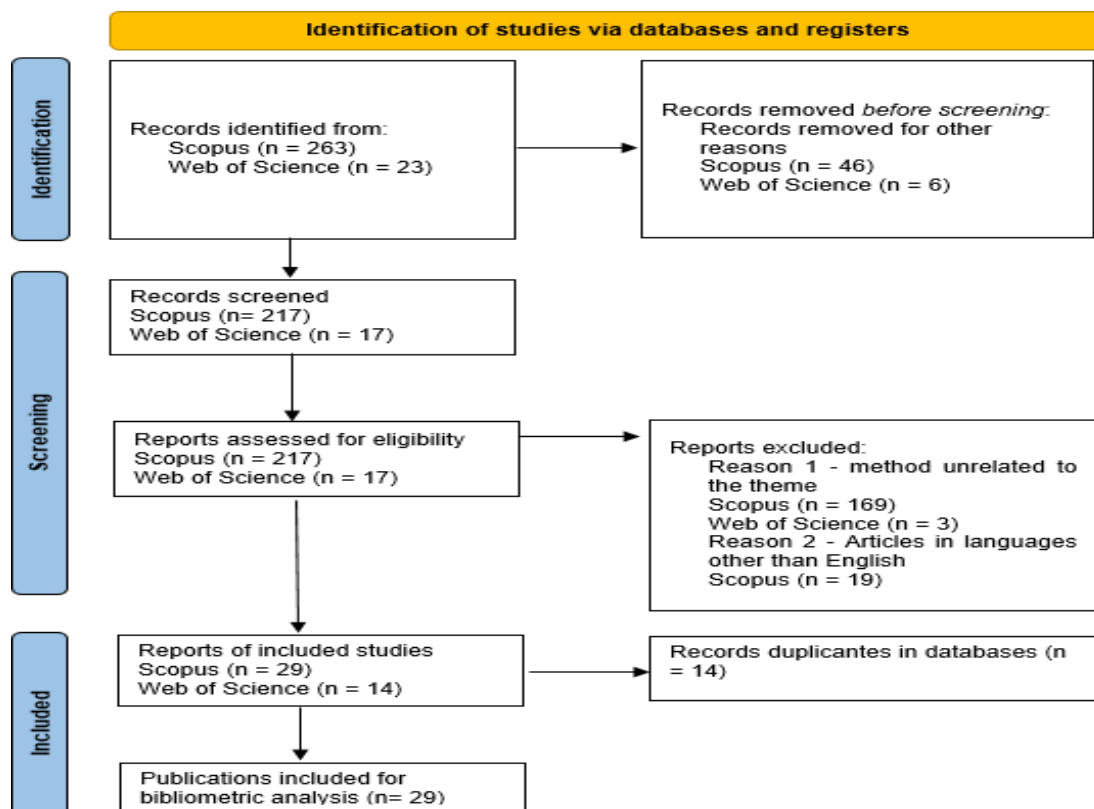 Identification of studies via databases and registers
Identification
Records identified from:
Scopus (n = 263)
Web of Science (n = 23)
Records removed before screening:
Records removed for other
reasons
Scopus (n = 46)
Web of Science (n = 6)
Screening
Records screened
Scopus (n= 217)
Web of Science (n = 17)
Reports assessed for eligibility
Scopus (n = 217)
Web of Science (n = 17)
Reports excluded:
Reason 1 - method unrelated to
the theme
Scopus (n = 169)
Web of Science (n = 3)
Reason 2 - Articles in languages
other than English
Scopus (n = 19)
Included
Reports of included studies
Scopus (n = 29)
Web of Science (n = 14)
Records duplicantes in databases (n
= 14)
Publications included for
bibliometric analysis (n= 29)